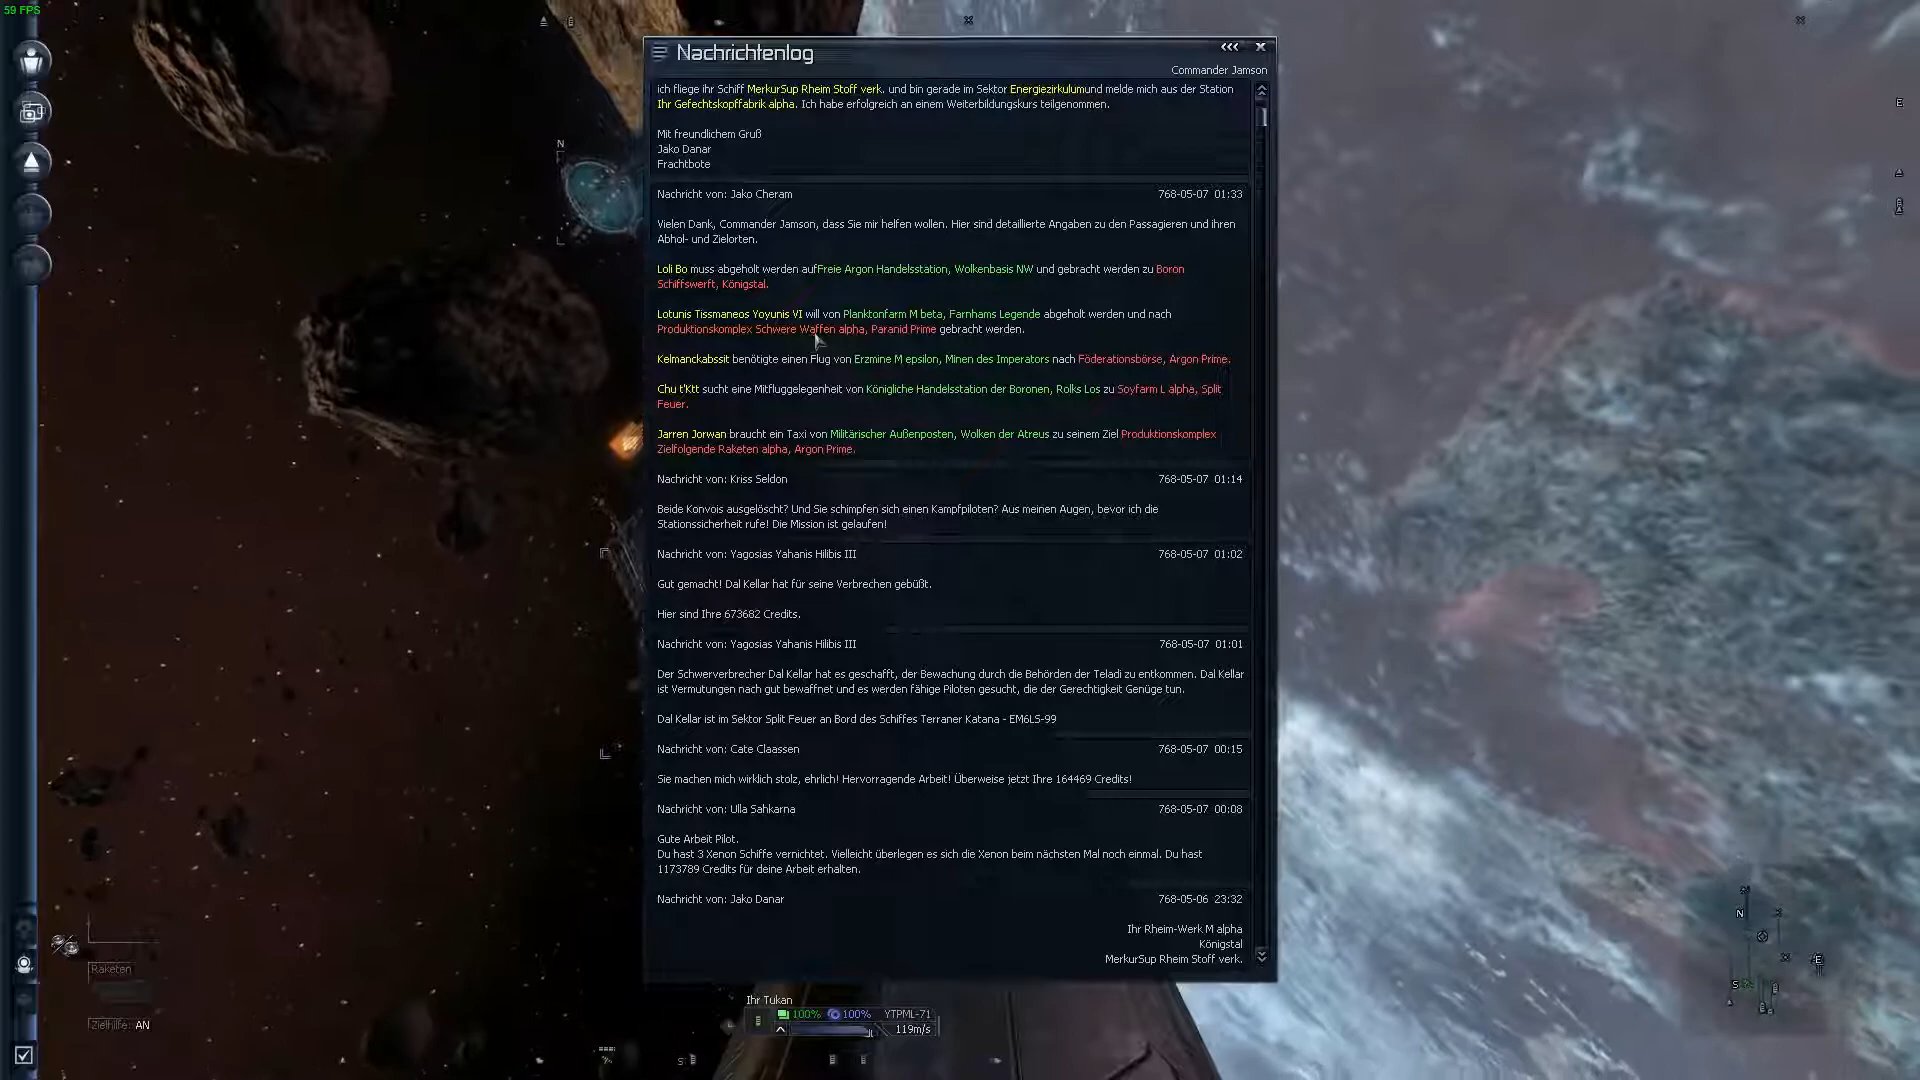 59 FPS
Nachrichtenlog
Commander Jamson
ich fliege ihr Schiff MerkurSup Rheim Stoff verk. und bin gerade im Sektor Energiezirkulumund melde mich aus der Station
Ihr Gefechtskopffabrik alpha. Ich habe erfolgreich an einem Weiterbildungskurs teilgenommen.
Mit freundlichem Gruß
Jako Danar
Frachtbote
Nachricht von: Jako Cheram 768-05-07 01:33
Vielen Dank, Commander Jamson, dass Sie mir helfen wollen. Hier sind detaillierte Angaben zu den Passagieren und ihren
Abhol- und Zielorten.
Loli Bo muss abgeholt werden aufFreie Argon Handelsstation, Wolkenbasis NW und gebracht werden zu Boron
Schiffswerft, Königstal.
Lotunis Tissmaneos Yoyunis VI will von Planktonfarm M beta, Farnhams Legende abgeholt werden und nach
Produktionskomplex Schwere Waffen alpha, Paranid Prime gebracht werden.
Kelmanckabssit benötigte einen Flug von Erzmine M epsilon, Minen des Imperators nach Föderationsbörse, Argon Prime.
Chu t'Ktt sucht eine Mitfluggelegenheit von Königliche Handelsstation der Boronen, Rolks Los zu Soyfarm L alpha, Split
Feuer.
Jarren Jorwan braucht ein Taxi von Militärischer Außenposten, Wolken der Atreus zu seinem Ziel Produktionskomplex
Zielfolgende Raketen alpha, Argon Prime.
Nachricht von: Kriss Seldon 768-05-07 01:14
Beide Konvois ausgelöscht? Und Sie schimpfen sich einen Kampfpiloten? Aus meinen Augen, bevor ich die
Stationssicherheit rufe! Die Mission ist gelaufen!
Nachricht von: Yagosias Yahanis Hilibis III 768-05-07 01:02
Gut gemacht! Dal Kellar hat für seine Verbrechen gebüßt.
Hier sind Ihre 673682 Credits.
Nachricht von: Yagosias Yahanis Hilibis III 768-05-07 01:01
Der Schwerverbrecher Dal Kellar hat es geschafft, der Bewachung durch die Behörden der Teladi zu entkommen. Dal Kellar
ist Vermutungen nach gut bewaffnet und es werden fähige Piloten gesucht, die der Gerechtigkeit Genüge tun.
Dal Kellar ist im Sektor Split Feuer an Bord des Schiffes Terraner Katana - EM6LS-99
Nachricht von: Cate Claassen 768-05-07 00:15
Sie machen mich wirklich stolz, ehrlich! Hervorragende Arbeit! Überweise jetzt Ihre 164469 Credits!
Nachricht von: Ulla Sahkarna 768-05-07 00:08
Gute Arbeit Pilot.
Du hast 3 Xenon Schiffe vernichtet. Vielleicht überlegen es sich die Xenon beim nächsten Mal noch einmal. Du hast
1173789 Credits für deine Arbeit erhalten.
Nachricht von: Jako Danar 768-05-06 23:32
Ihr Rheim-Werk M alpha
Königstal
MerkurSup Rheim Stoff verk.
Raketen
Zielhilfe: AN
Ihr Tukan
100% 100% YTPML-71
119m/s
N
E
N
E
S
S